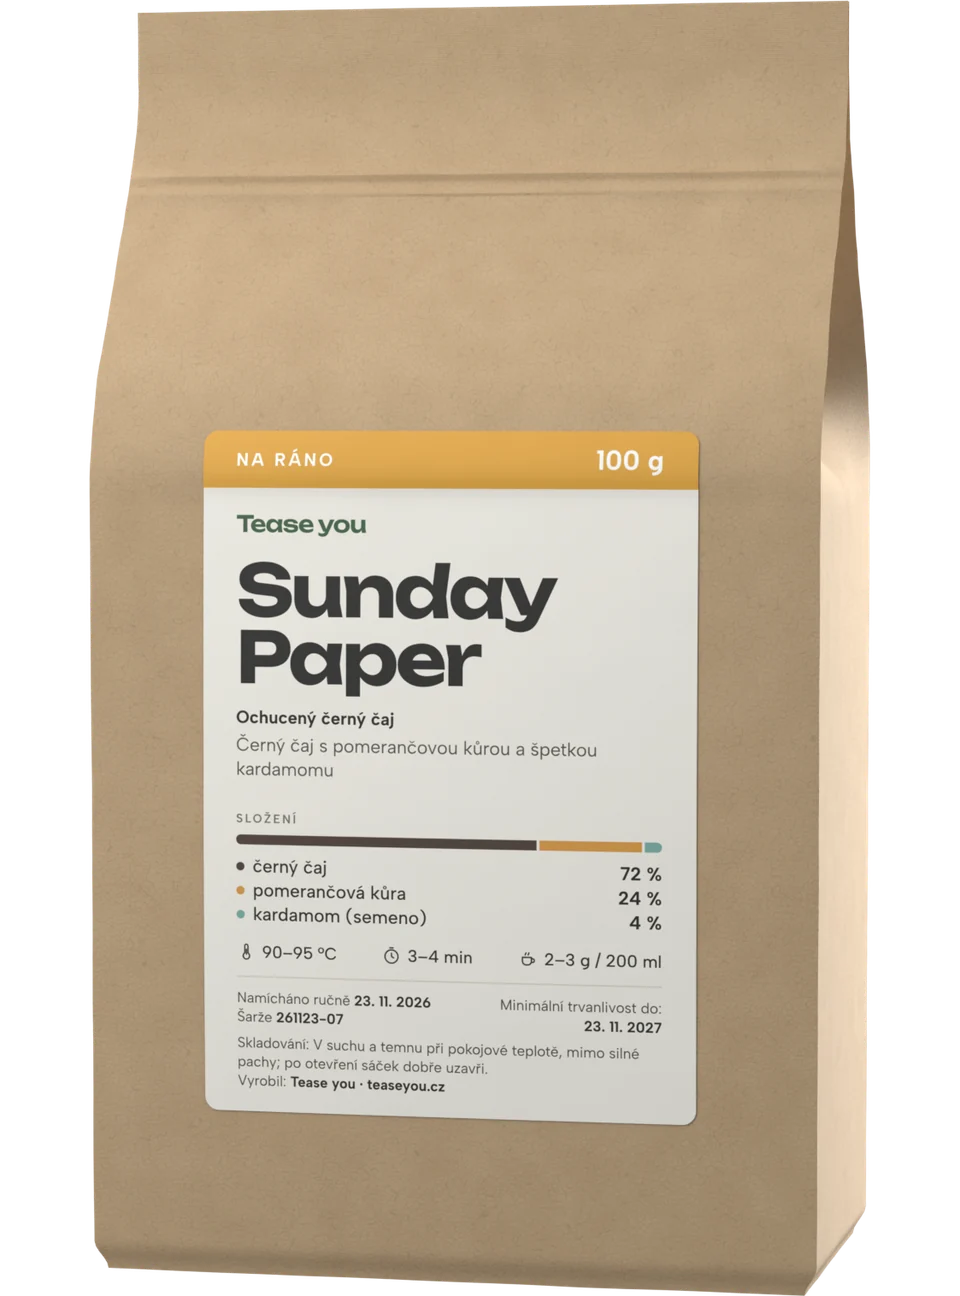 NA RÁNO
100 g
Tease you
Sunday
Paper
Ochucený černý čaj
Černý čaj s pomerančovou kůrou a špetkou
kardamomu
SLOŽENÍ
černý čaj 72 %
pomerančová kůra 24 %
kardamom (semeno) 4 %
90–95 °C 3–4 min 2–3 g / 200 ml
Namícháno ručně 23. 11. 2026
Šarže 261123-07
Minimální trvanlivost do:
23. 11. 2027
Skladování: V suchu a temnu při pokojové teplotě, mimo silné
pachy; po otevření sáček dobře uzavři.
Vyrobil: Tease you · teaseyou.cz